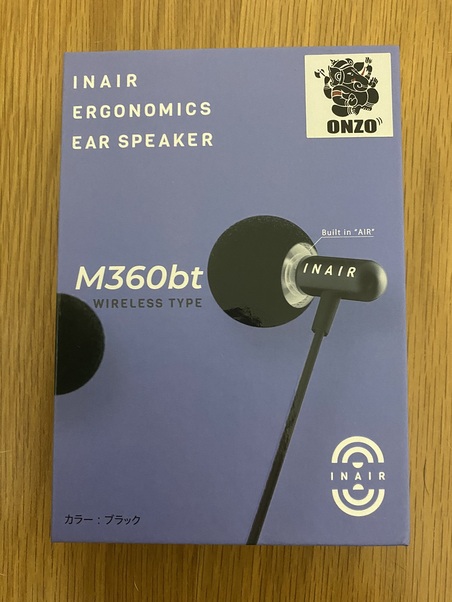 INAIR
ERGONOMICS
EAR SPEAKER
ONZO
Built in "AIR"
INAIR
M360bt
WIRELESS TYPE
INAIR
カラー：ブラック